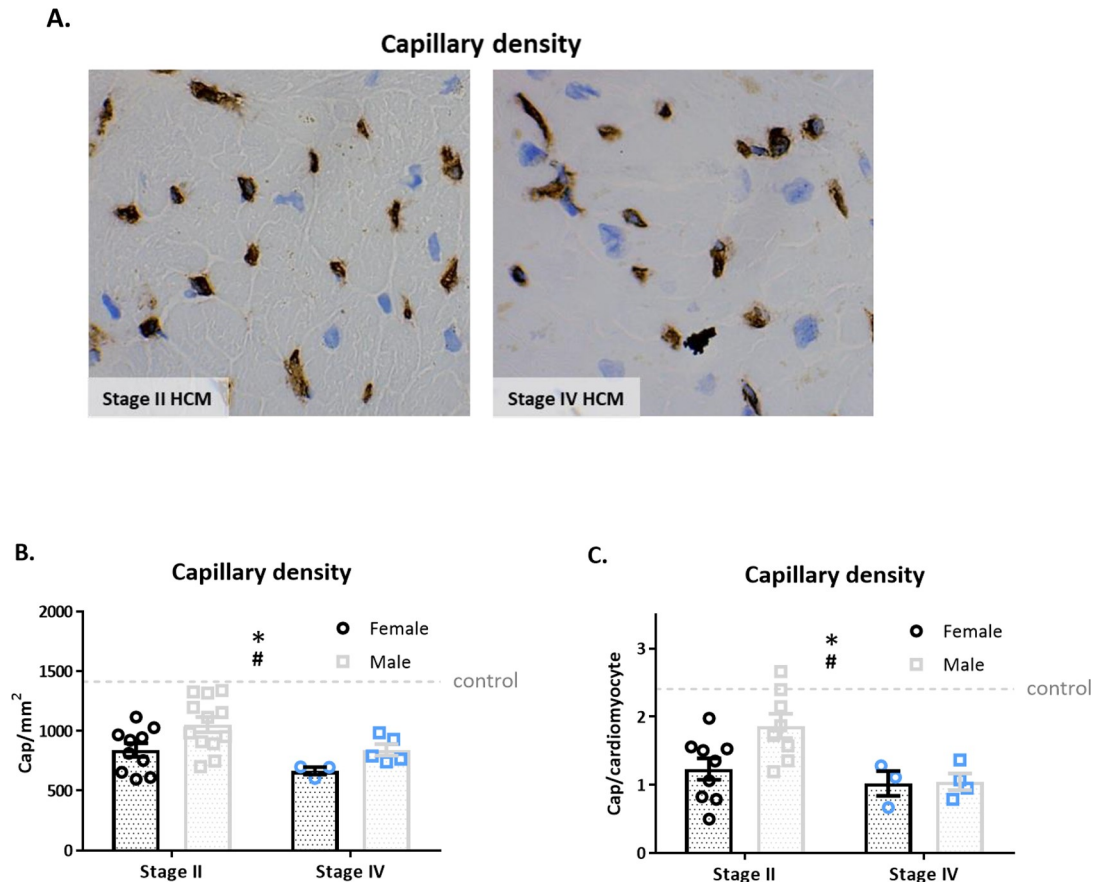 A.
Capillary density
Stage II HCM
Stage IV HCM
B.
Capillary density
2000
1500
1000
500
0
Cap/mm²
*
#
Female
Male
control
Stage II
Stage IV
C.
Capillary density
3
2
1
0
Cap/cardiomyocyte
*
#
Female
Male
control
Stage II
Stage IV